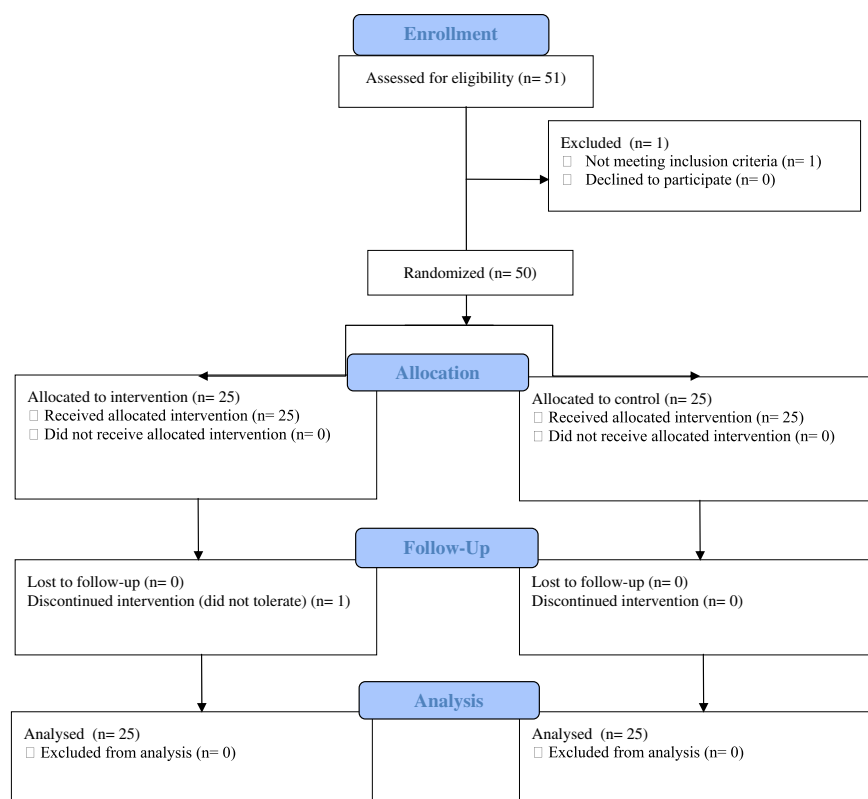 Enrollment
Assessed for eligibility (n= 51)
Excluded (n= 1)
Not meeting inclusion criteria (n= 1)
Declined to participate (n= 0)
Randomized (n= 50)
Allocation
Allocated to intervention (n= 25)
Received allocated intervention (n= 25)
Did not receive allocated intervention (n= 0)
Allocated to control (n= 25)
Received allocated intervention (n= 25)
Did not receive allocated intervention (n= 0)
Follow-Up
Lost to follow-up (n= 0)
Discontinued intervention (did not tolerate) (n= 1)
Lost to follow-up (n= 0)
Discontinued intervention (n= 0)
Analysis
Analysed (n= 25)
Excluded from analysis (n= 0)
Analysed (n= 25)
Excluded from analysis (n= 0)